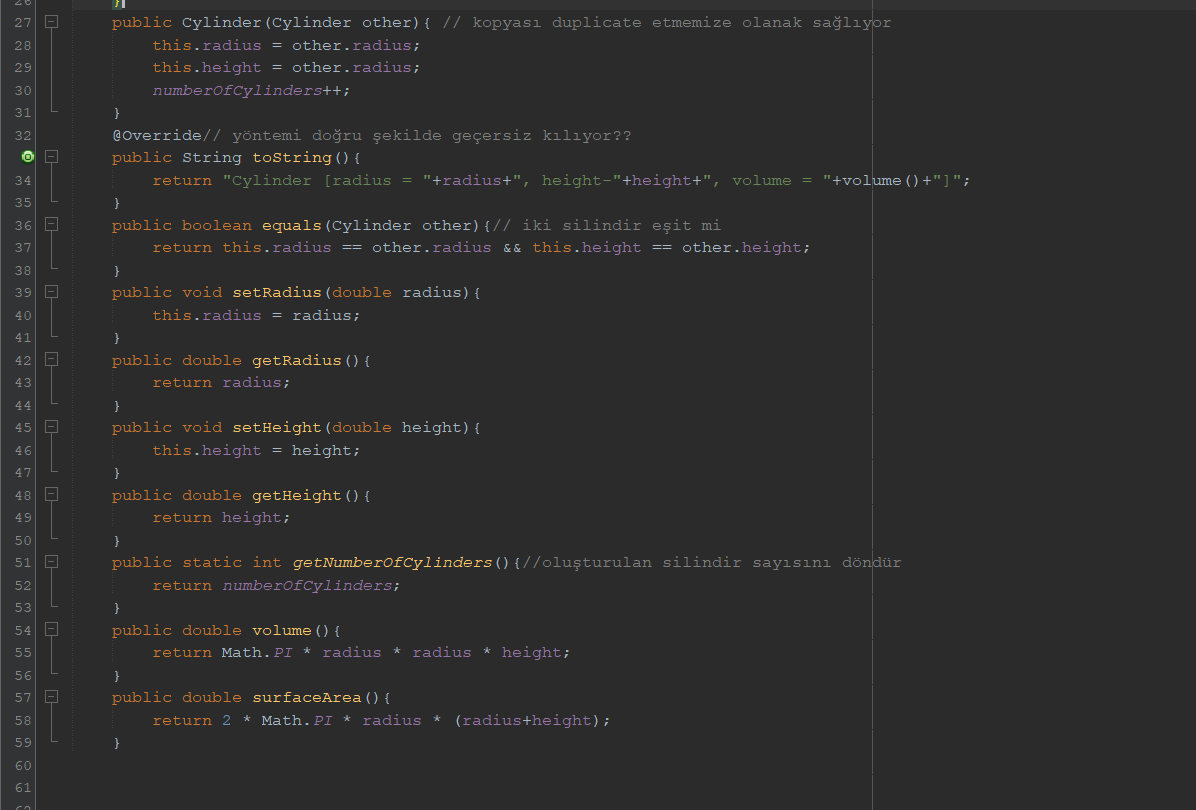 26 }
27 public Cylinder(Cylinder other){ // kopyası duplicate etmemize olanak sağlıyor
28 this.radius = other.radius;
29 this.height = other.radius;
30 numberOfCylinders++;
31 }
32 @Override// yöntemi doğru şekilde geçersiz kılıyor??
public String toString(){
34 return "Cylinder [radius = "+radius+", height-"+height+", volume = "+volume()+"]";
35 }
36 public boolean equals(Cylinder other){// iki silindir eşit mi
37 return this.radius == other.radius && this.height == other.height;
38 }
39 public void setRadius(double radius){
40 this.radius = radius;
41 }
42 public double getRadius(){
43 return radius;
44 }
45 public void setHeight(double height){
46 this.height = height;
47 }
48 public double getHeight(){
49 return height;
50 }
51 public static int getNumberOfCylinders(){//oluşturulan silindir sayısını döndür
52 return numberOfCylinders;
53 }
54 public double volume(){
55 return Math.PI * radius * radius * height;
56 }
57 public double surfaceArea(){
58 return 2 * Math.PI * radius * (radius+height);
59 }
60
61
62